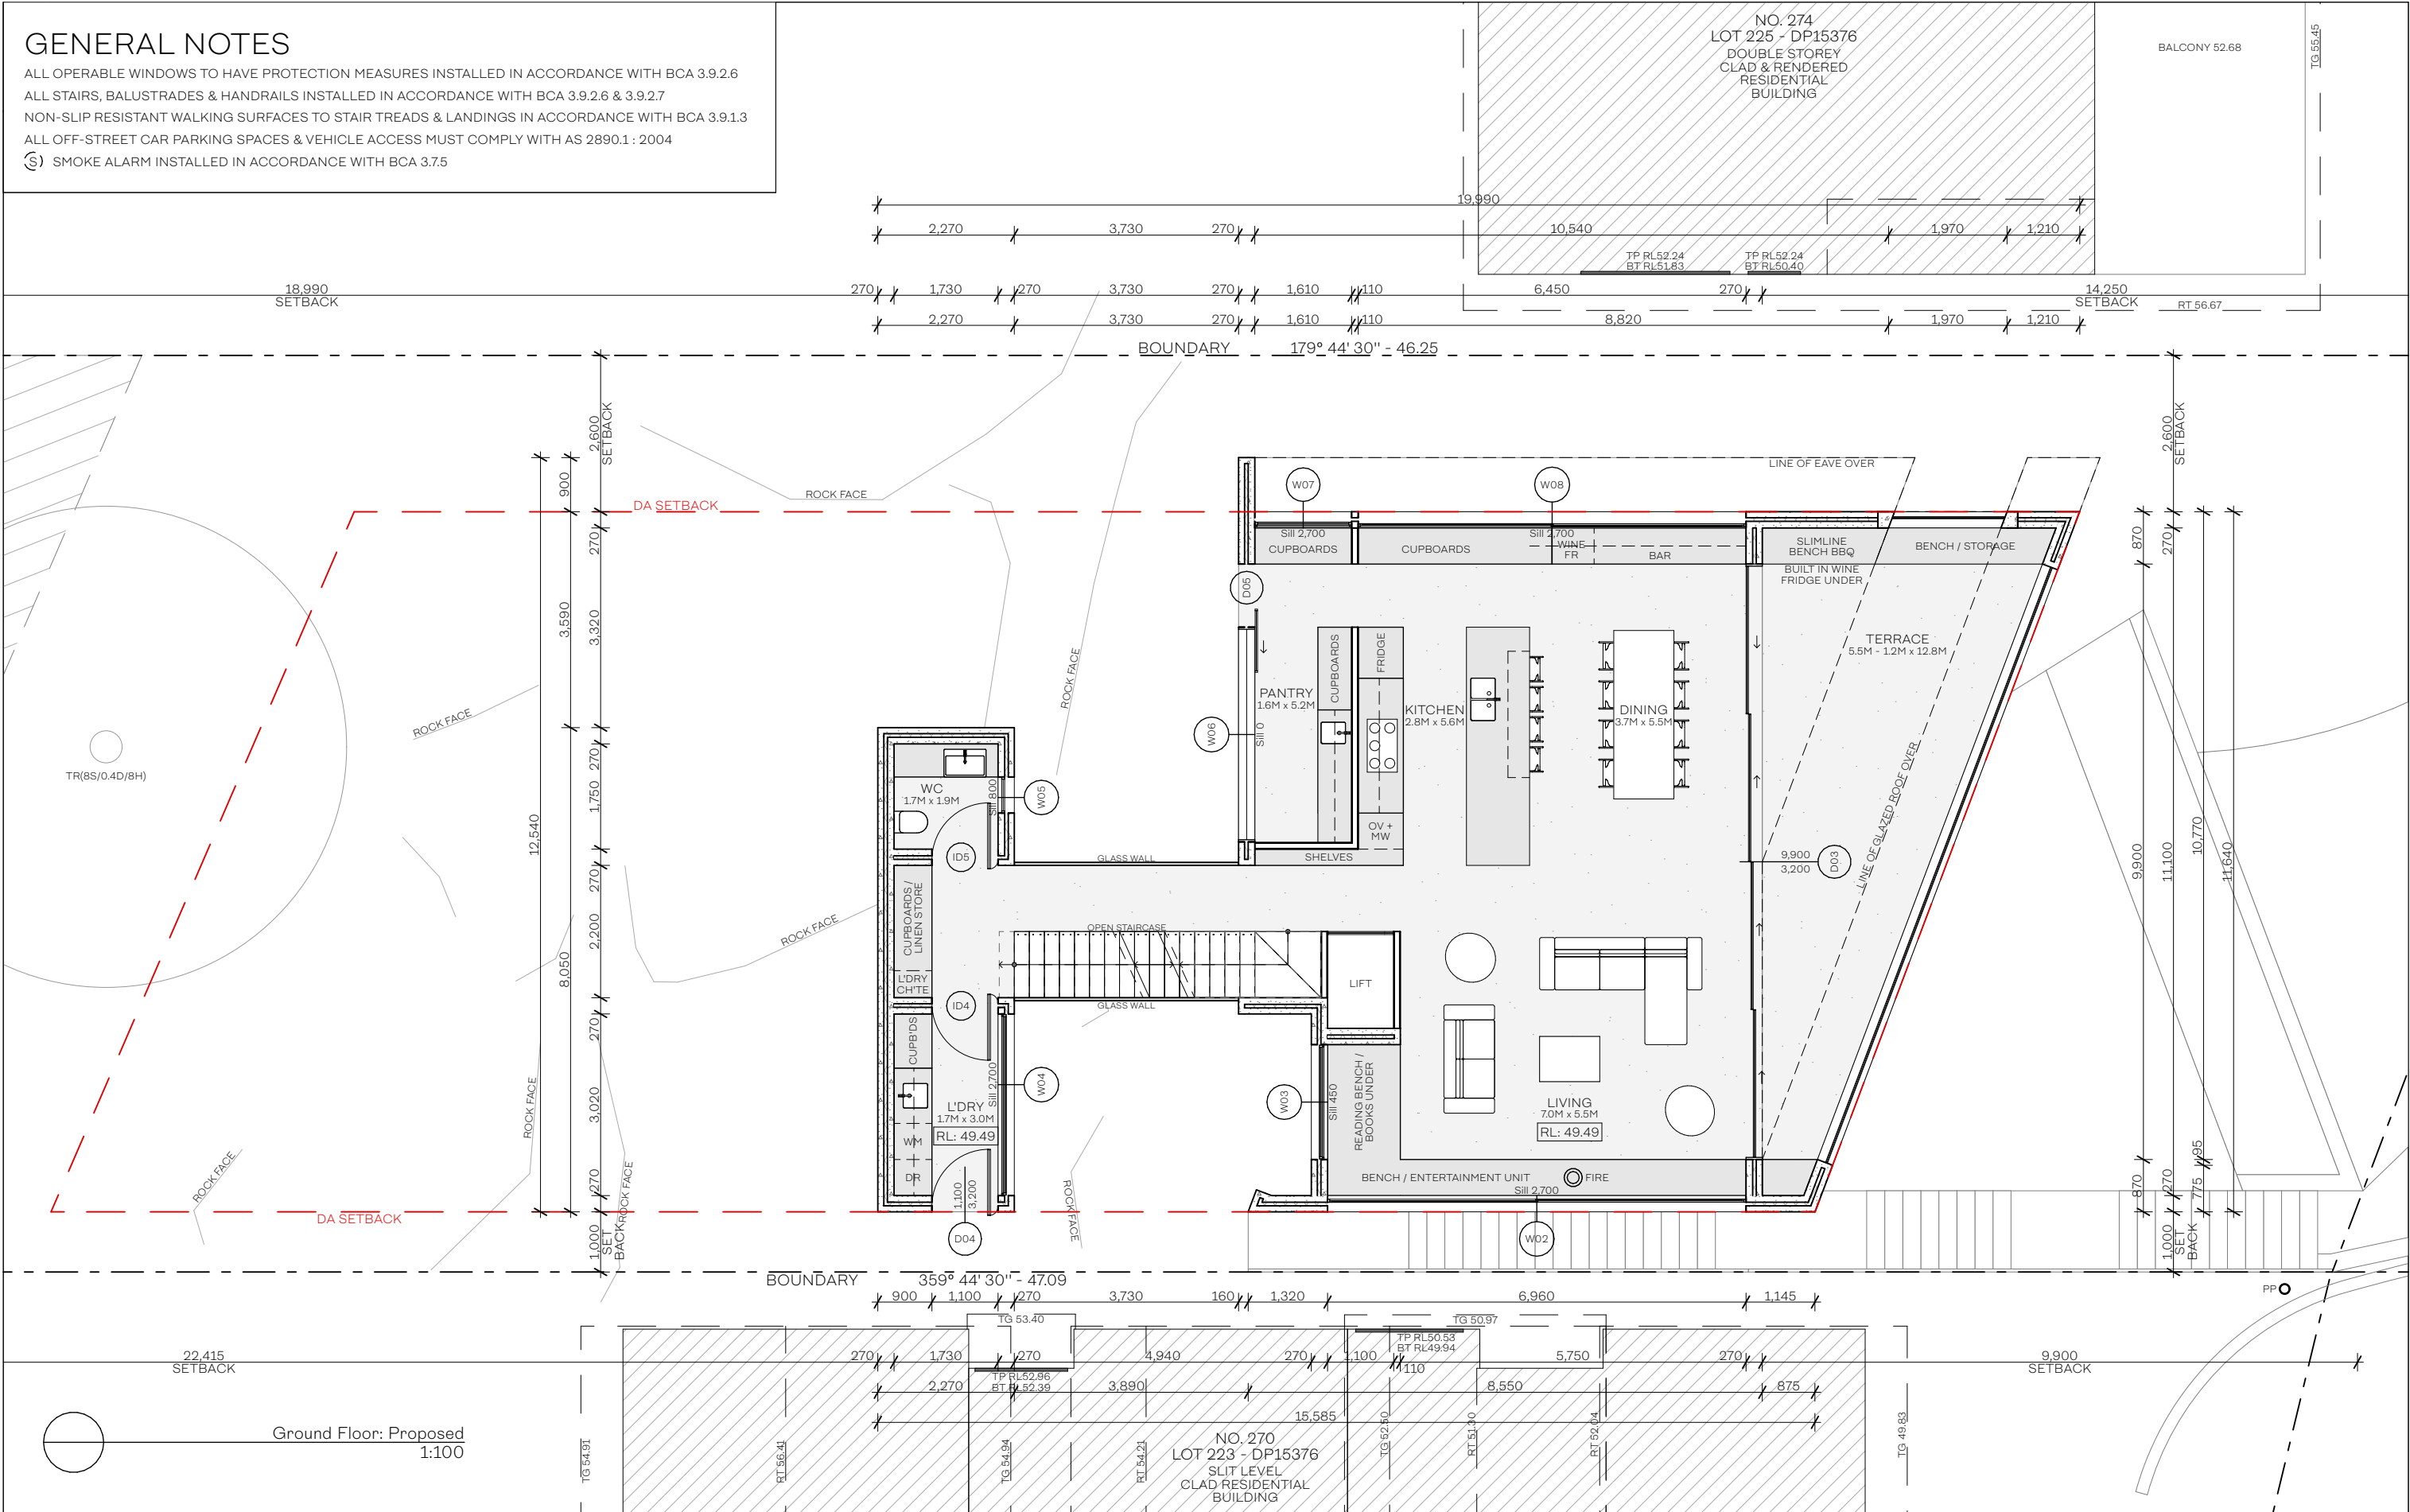 GENERAL NOTES
ALL OPERABLE WINDOWS TO HAVE PROTECTION MEASURES INSTALLED IN ACCORDANCE WITH BCA 3.9.2.6
ALL STAIRS, BALUSTRADES & HANDRAILS INSTALLED IN ACCORDANCE WITH BCA 3.9.2.6 & 3.9.2.7
NON-SLIP RESISTANT WALKING SURFACES TO STAIR TREADS & LANDINGS IN ACCORDANCE WITH BCA 3.9.1.3
ALL OFF-STREET CAR PARKING SPACES & VEHICLE ACCESS MUST COMPLY WITH AS 2890.1 : 2004
(S) SMOKE ALARM INSTALLED IN ACCORDANCE WITH BCA 3.7.5
NO. 274
LOT 225 - DP15376
DOUBLE STOREY
CLAD & RENDERED
RESIDENTIAL
BUILDING
BALCONY 52.68
TG 55.45
19,990
2,270 3,730 270 10,540 1,970 1,210
TP RL52.24
BT RL51.83
TP RL52.24
BT RL50.40
18,990
SETBACK
270 1,730 270 3,730 270 1,610 110 6,450 270
14,250
SETBACK
RT 56.67
2,270 3,730 270 1,610 110 8,820 1,970 1,210
BOUNDARY 179° 44' 30" - 46.25
2,600
SETBACK
900
270
3,590
3,320
12,540
270
1,750
270
2,200
8,050
270
3,020
270
1,000
SET
BACK
DA SETBACK
ROCK FACE
ROCK FACE
ROCK FACE
ROCK FACE
ROCK FACE
ROCK FACE
ROCK FACE
ROCK FACE
TR(8S/0.4D/8H)
LINE OF EAVE OVER
W07
W08
Sill 2,700
CUPBOARDS
CUPBOARDS
Sill 2,700
WINE
FR
BAR
SLIMLINE
BENCH BBQ
BENCH / STORAGE
BUILT IN WINE
FRIDGE UNDER
D05
CUPBOARDS
FRIDGE
PANTRY
1.6M x 5.2M
KITCHEN
2.8M x 5.6M
DINING
3.7M x 5.5M
TERRACE
5.5M - 1.2M x 12.8M
W06
Sill 0
OV +
MW
SHELVES
WC
1.7M x 1.9M
Sill 800
W05
ID5
GLASS WALL
CUPBOARDS /
LINEN STORE
L'DRY
CH'TE
OPEN STAIRCASE
LIFT
GLASS WALL
ID4
CUPB'DS
L'DRY
1.7M x 3.0M
RL: 49.49
Sill 2,700
W04
WM
DR
1,100
3,200
D04
W03
Sill 450
READING BENCH /
BOOKS UNDER
LIVING
7.0M x 5.5M
RL: 49.49
BENCH / ENTERTAINMENT UNIT
FIRE
Sill 2,700
W02
9,900
3,200
D03
LINE OF GLAZED ROOF OVER
2,600
SETBACK
870
270
9,900
11,100
10,770
11,640
95
870
270
775
1,000
SET
BACK
DA SETBACK
BOUNDARY 359° 44' 30" - 47.09
PP
900 1,100 270 3,730 160 1,320 6,960 1,145
TG 53.40
TG 50.97
TP RL50.53
BT RL49.94
22,415
SETBACK
270 1,730 270 4,940 270 1,100 110 5,750 270
9,900
SETBACK
TP RL52.96
BT RL52.39
2,270 3,890 8,550 875
15,585
TG 54.91
RT 56.41
TG 54.94
RT 54.21
TG 52.50
RT 51.30
RT 52.04
TG 49.83
NO. 270
LOT 223 - DP15376
SLIT LEVEL
CLAD RESIDENTIAL
BUILDING
Ground Floor: Proposed
1:100